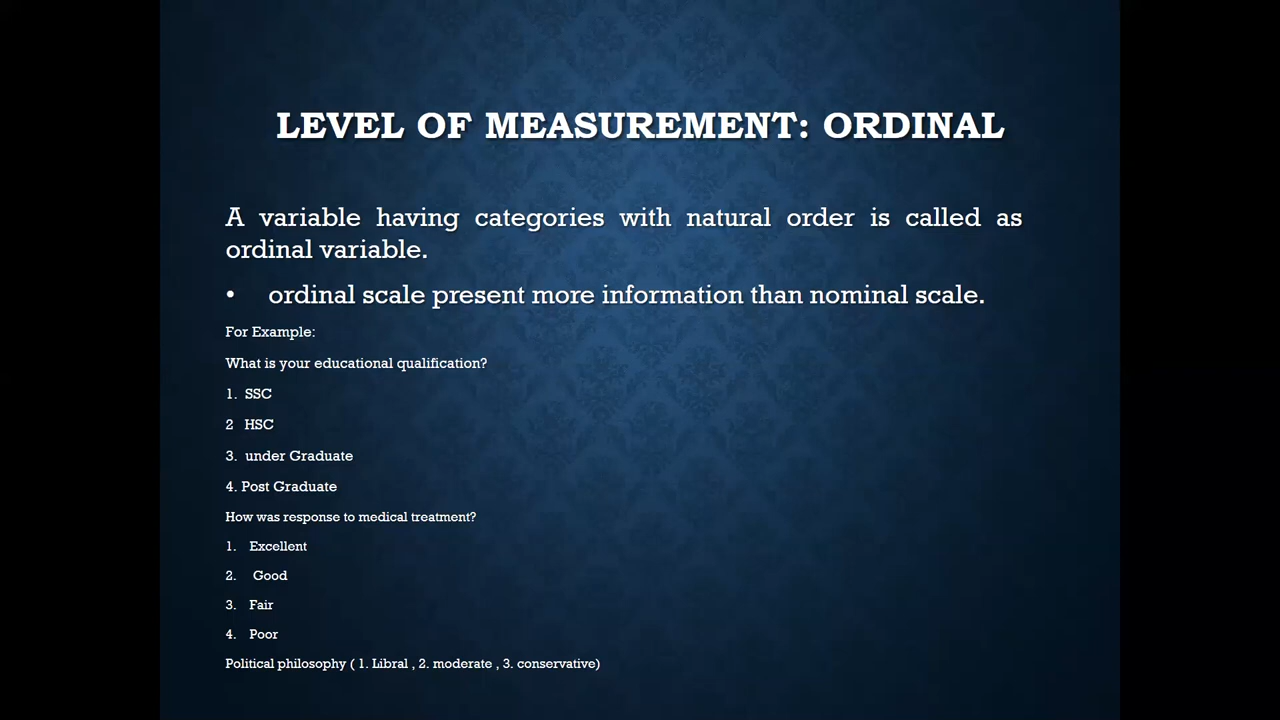 LEVEL OF MEASUREMENT: ORDINAL
A variable having categories with natural order is called as
ordinal variable.
• ordinal scale present more information than nominal scale.
For Example:
What is your educational qualification?
1. SSC
2 HSC
3. under Graduate
4. Post Graduate
How was response to medical treatment?
1. Excellent
2. Good
3. Fair
4. Poor
Political philosophy ( 1. Libral , 2. moderate , 3. conservative)